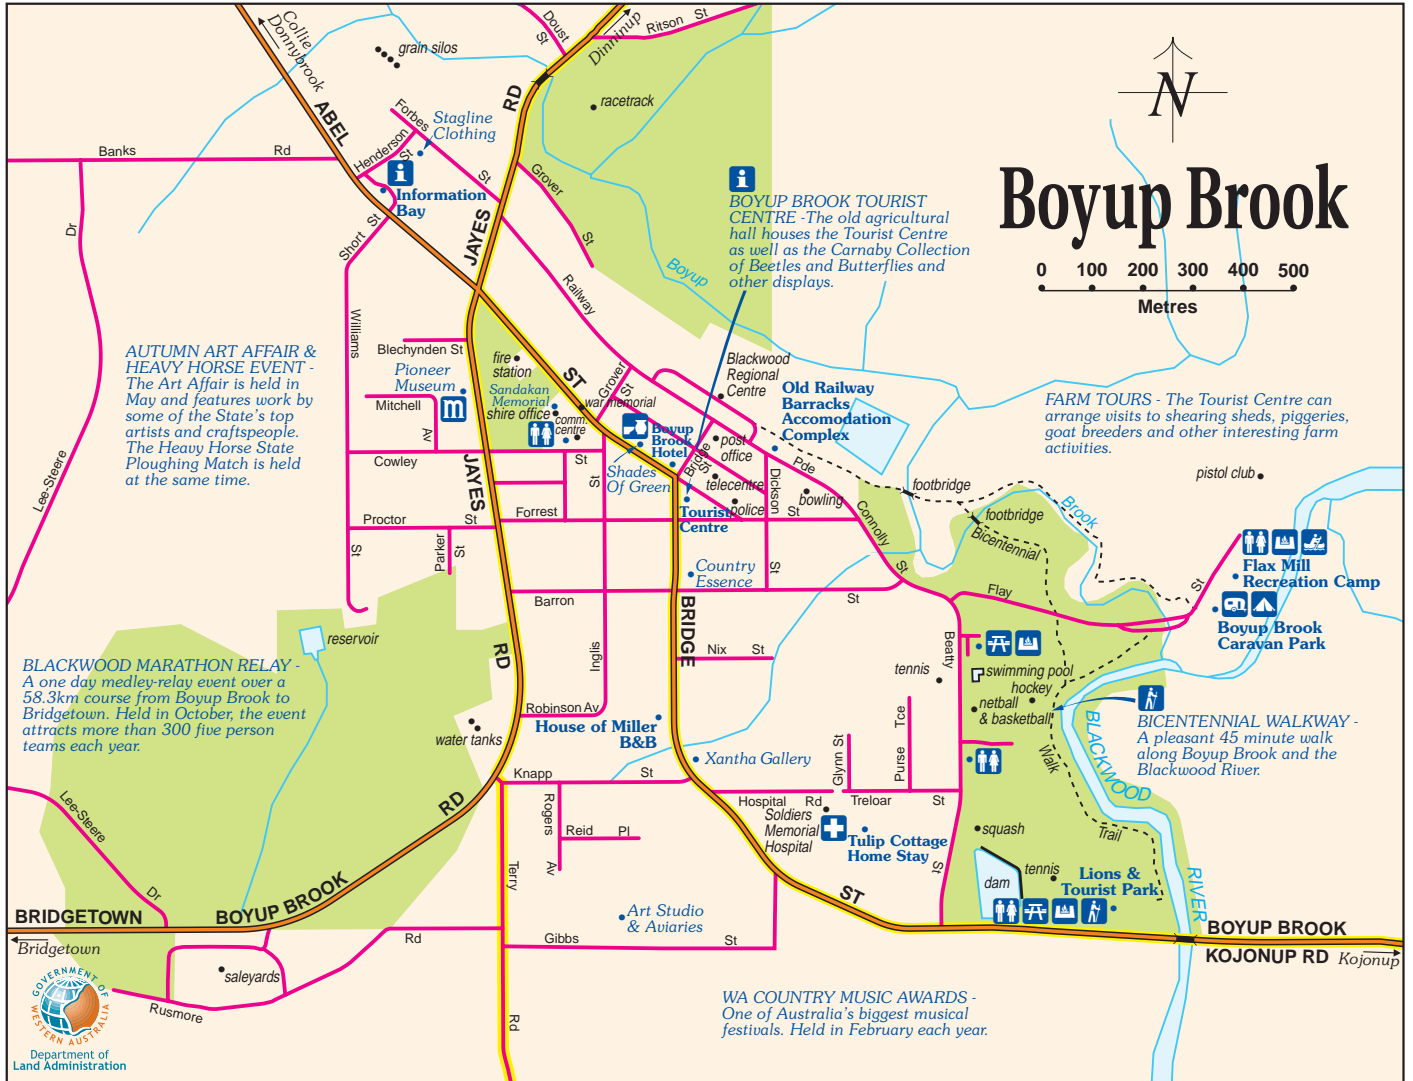 Boyup Brook
N
0 100 200 300 400 500
Metres
Collie
Donnybrook
grain silos
Doust
St
Dinninup
Ritson St
racetrack
ABEL
RD
Forbes
St
Stagline
Clothing
Henderson
St
Banks Rd
Information
Bay
Grover
St
JAYES
Short St
Dr
Lee-Steere
Railway
Boyup
BOYUP BROOK TOURIST
CENTRE -The old agricultural
hall houses the Tourist Centre
as well as the Carnaby Collection
of Beetles and Butterflies and
other displays.
Williams
St
AUTUMN ART AFFAIR &
HEAVY HORSE EVENT -
The Art Affair is held in
May and features work by
some of the State's top
artists and craftspeople.
The Heavy Horse State
Ploughing Match is held
at the same time.
Blechynden St
Pioneer
Museum
m
Mitchell
Av
fire
station
ST
Sandakan
Memorial
shire office
comm.
centre
war memorial
Grover
St
Blackwood
Regional
Centre
Old Railway
Barracks
Accomodation
Complex
FARM TOURS - The Tourist Centre can
arrange visits to shearing sheds, piggeries,
goat breeders and other interesting farm
activities.
Boyup
Brook
Hotel
Shades
Of Green
Bridge
St
post
office
telecentre
police
Tourist
Centre
Dickson
St
Pde
bowling
Connolly
St
Cowley St
St
JAYES
Proctor St
Forrest St
Parker
St
pistol club
footbridge
footbridge
Brook
Bicentennial
Flax Mill
Recreation Camp
Boyup Brook
Caravan Park
St
Flay
Country
Essence
Barron St
BRIDGE
Inglis
Nix St
RD
reservoir
BLACKWOOD MARATHON RELAY -
A one day medley-relay event over a
58.3km course from Boyup Brook to
Bridgetown. Held in October, the event
attracts more than 300 five person
teams each year.
water tanks
Robinson Av
House of Miller
B&B
Xantha Gallery
Beatty
St
tennis
swimming pool
hockey
netball
& basketball
BICENTENNIAL WALKWAY -
A pleasant 45 minute walk
along Boyup Brook and the
Blackwood River.
BLACKWOOD
RIVER
Walk
Trail
Glynn St
Purse Tce
Knapp St
Hospital Rd
Treloar St
Rogers
Av
Reid Pl
Soldiers
Memorial
Hospital
Tulip Cottage
Home Stay
squash
dam
tennis
Lions &
Tourist Park
Lee-Steere
Dr
RD
BOYUP BROOK
BRIDGETOWN
Bridgetown
Terry
Rd
Art Studio
& Aviaries
ST
Gibbs St
Rd
BOYUP BROOK
KOJONUP RD
Kojonup
saleyards
Rusmore
WA COUNTRY MUSIC AWARDS -
One of Australia's biggest musical
festivals. Held in February each year.
GOVERNMENT OF
WESTERN AUSTRALIA
Department of
Land Administration